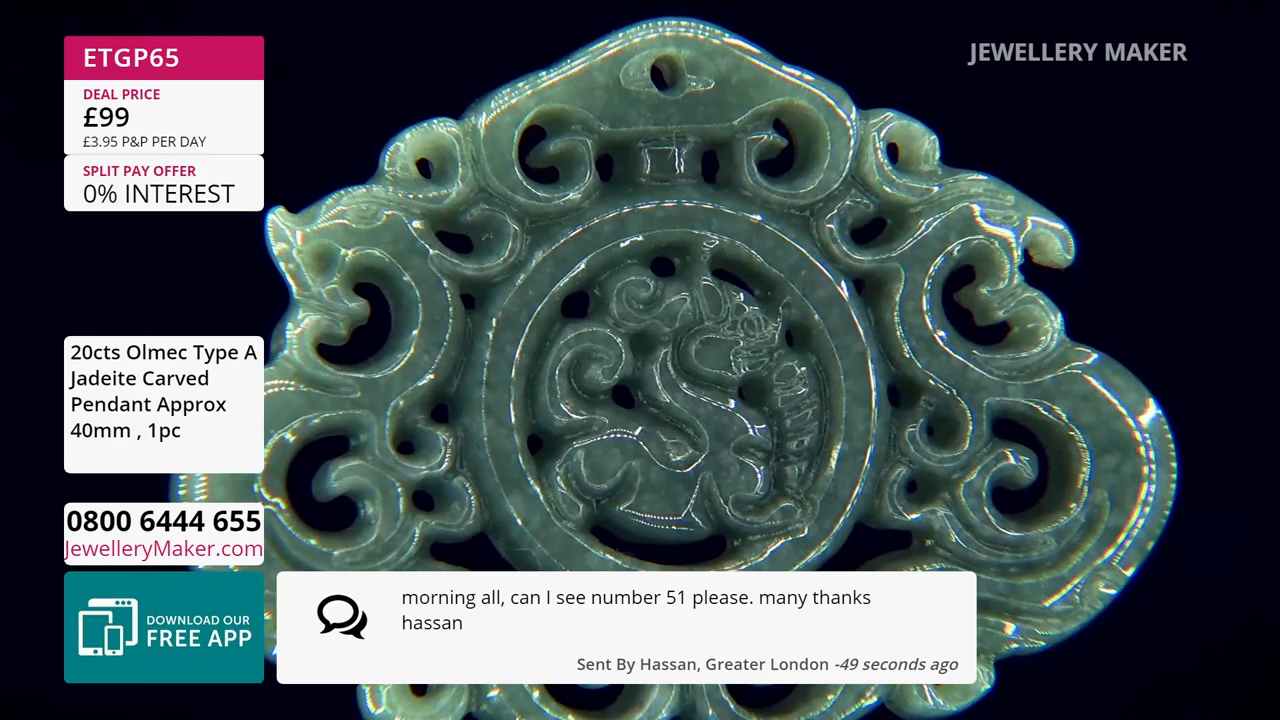 ETGP65
DEAL PRICE
£99
£3.95 P&P PER DAY
SPLIT PAY OFFER
0% INTEREST
JEWELLERY MAKER
20cts Olmec Type A
Jadeite Carved
Pendant Approx
40mm , 1pc
0800 6444 655
JewelleryMaker.com
DOWNLOAD OUR
FREE APP
morning all, can I see number 51 please. many thanks
hassan
Sent By Hassan, Greater London -49 seconds ago